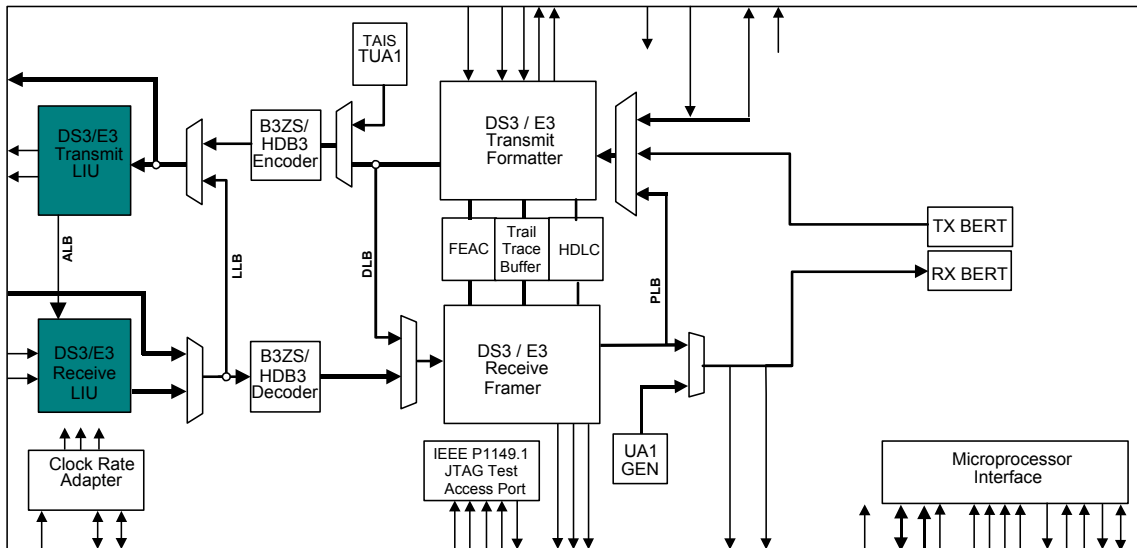 TAIS
TUA1
DS3/E3
Transmit
LIU
B3ZS/
HDB3
Encoder
DS3 / E3
Transmit
Formatter
TX BERT
RX BERT
ALB
LLB
DLB
FEAC
Trail
Trace
Buffer
HDLC
PLB
DS3/E3
Receive
LIU
B3ZS/
HDB3
Decoder
DS3 / E3
Receive
Framer
UA1
GEN
Clock Rate
Adapter
IEEE P1149.1
JTAG Test
Access Port
Microprocessor
Interface